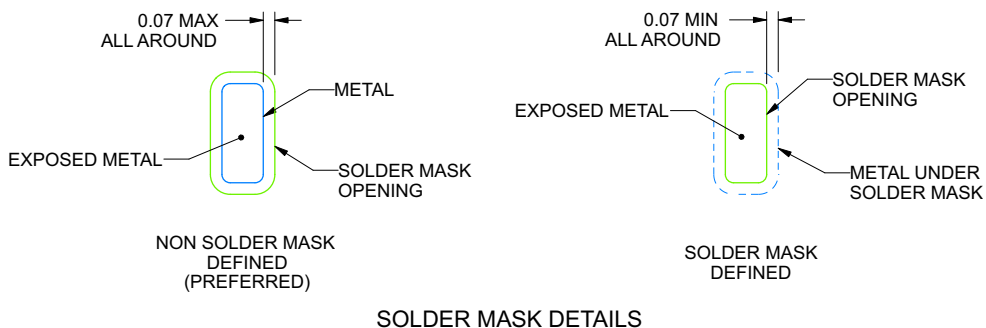 0.07 MAX
ALL AROUND
METAL
EXPOSED METAL
SOLDER MASK
OPENING
NON SOLDER MASK
DEFINED
(PREFERRED)
0.07 MIN
ALL AROUND
SOLDER MASK
OPENING
EXPOSED METAL
METAL UNDER
SOLDER MASK
SOLDER MASK
DEFINED
SOLDER MASK DETAILS